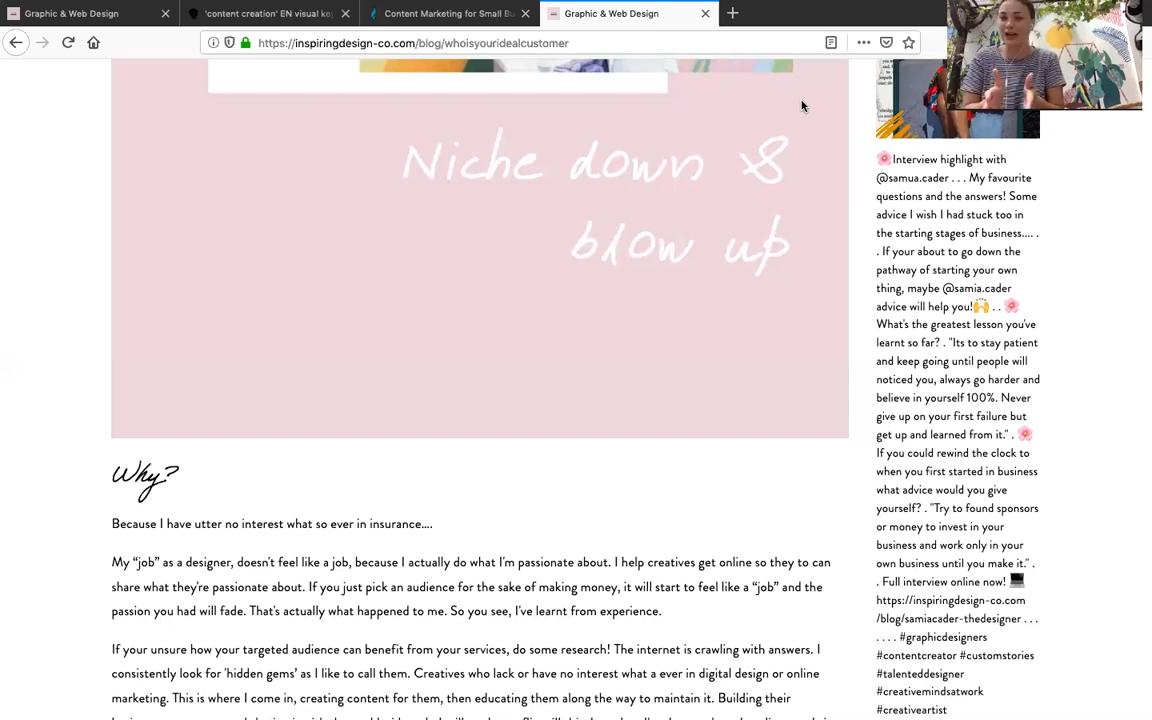 Graphic & Web Design
'content creation' EN visual ke
Content Marketing for Small Bu
Graphic & Web Design
https://inspiringdesign-co.com/blog/whoisyouridealcustomer
Niche down &
blow up
Why?
Because I have utter no interest what so ever in insurance....
My “job” as a designer, doesn't feel like a job, because I actually do what I'm passionate about. I help creatives get online so they to can
share what they're passionate about. If you just pick an audience for the sake of making money, it will start to feel like a “job” and the
passion you had will fade. That's actually what happened to me. So you see, I've learnt from experience.
If your unsure how your targeted audience can benefit from your services, do some research! The internet is crawling with answers. I
consistently look for 'hidden gems' as I like to call them. Creatives who lack or have no interest what a ever in digital design or online
marketing. This is where I come in, creating content for them, then educating them along the way to maintain it. Building their
🌸Interview highlight with
@samua.cader . . . My favourite
questions and the answers! Some
advice I wish I had stuck too in
the starting stages of business.... .
. If your about to go down the
pathway of starting your own
thing, maybe @samia.cader
advice will help you!🙌 . . 🌸
What's the greatest lesson you've
learnt so far? . "Its to stay patient
and keep going until people will
noticed you, always go harder and
believe in yourself 100%. Never
give up on your first failure but
get up and learned from it." . 🌸
If you could rewind the clock to
when you first started in business
what advice would you give
yourself? . "Try to found sponsors
or money to invest in your
business and work only in your
own business until you make it." .
. Full interview online now! 💻
https://inspiringdesign-co.com
/blog/samiacader-thedesigner . . .
. . . . #graphicdesigners
#contentcreator #customstories
#talenteddesigner
#creativemindsatwork
#creativeartist